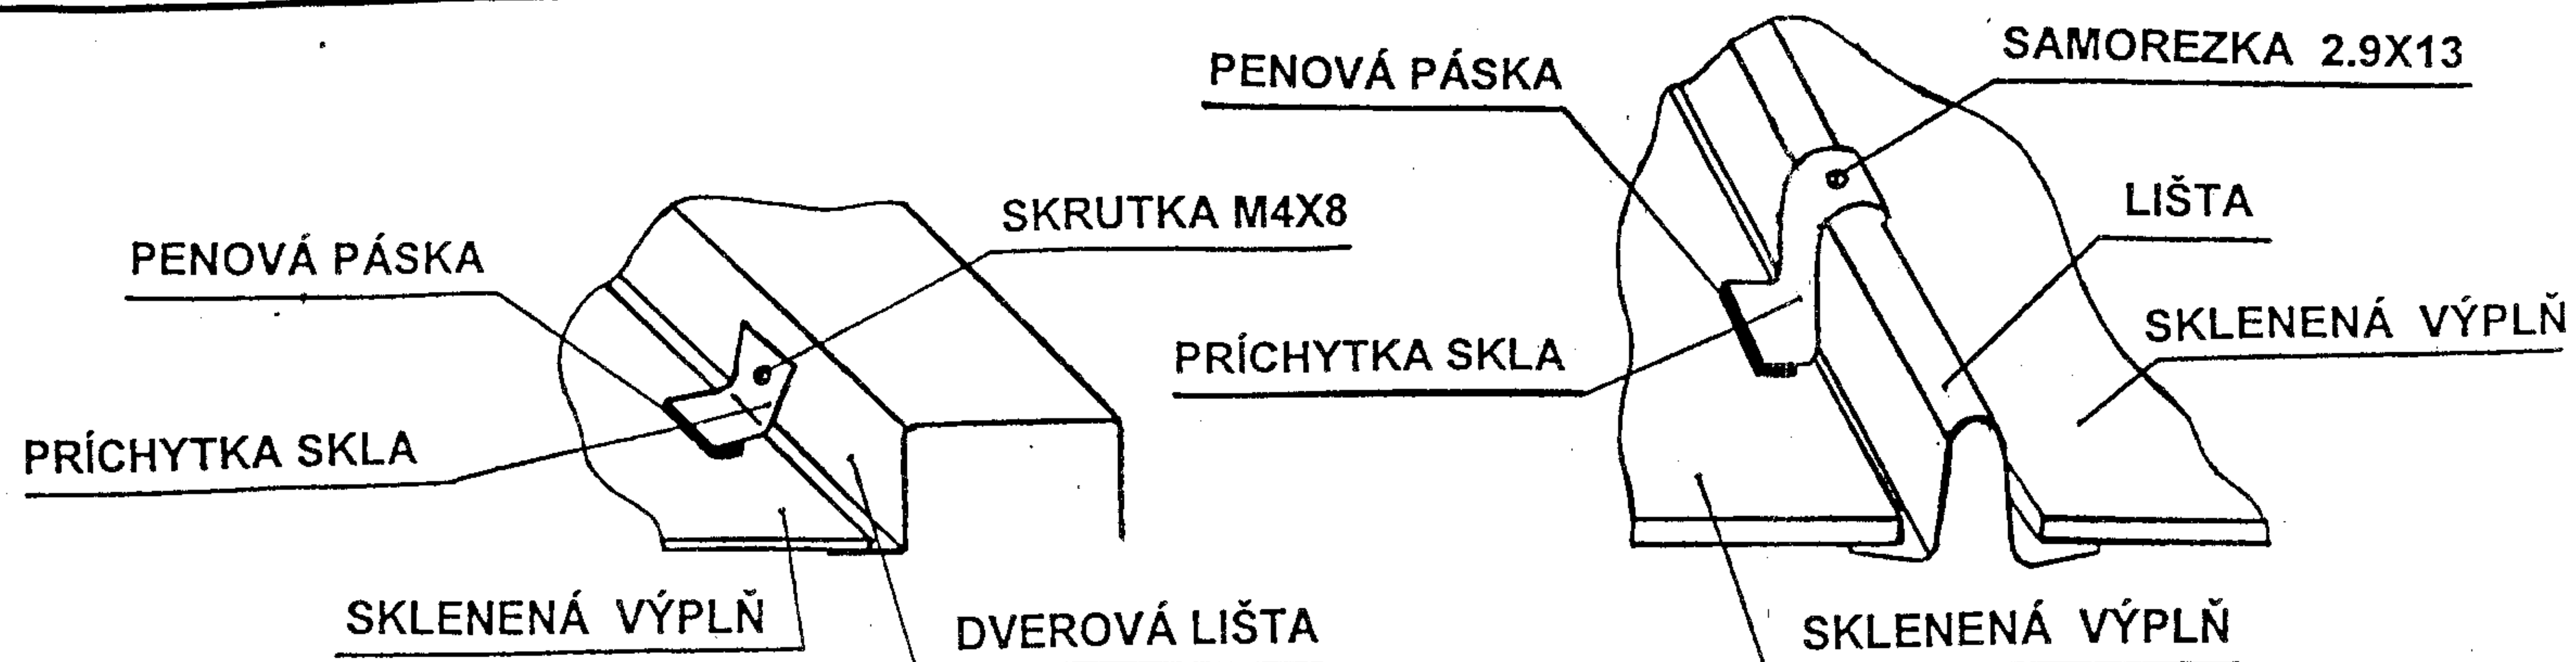 PENOVÁ PÁSKA
SKRUTKA M4X8
PRÍCHYTKA SKLA
SKLENENÁ VÝPLŇ
DVEROVÁ LIŠTA
PENOVÁ PÁSKA
SAMOREZKA 2.9X13
LIŠTA
SKLENENÁ VÝPLŇ
PRÍCHYTKA SKLA
SKLENENÁ VÝPLŇ